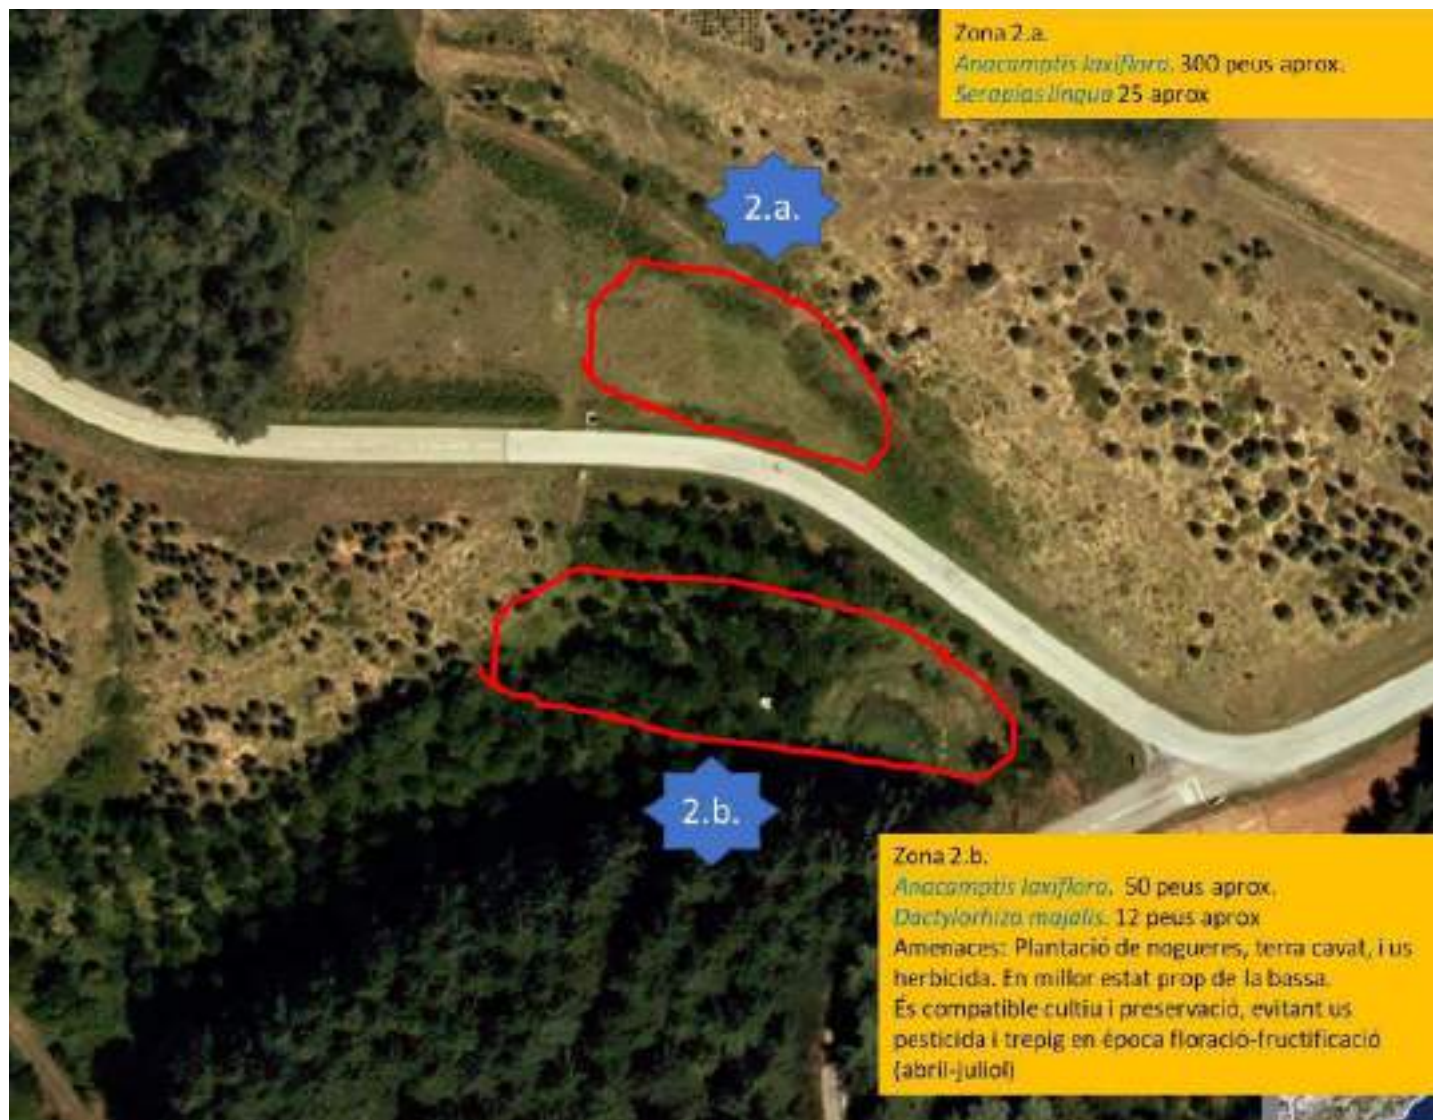 Zona 2.a.
Anacamptis laxiflora. 300 peus aprox.
Serapias lingua 25 aprox
2.a.
2.b.
Zona 2.b.
Anacamptis laxiflora. 50 peus aprox.
Dactylorhiza majalis. 12 peus aprox
Amenaces: Plantació de nogueres, terra cavat, i us
herbicida. En millor estat prop de la bassa.
És compatible cultiu i preservació, evitant us
pesticida i trepig en época floració-fructificació
(abril-juliol)